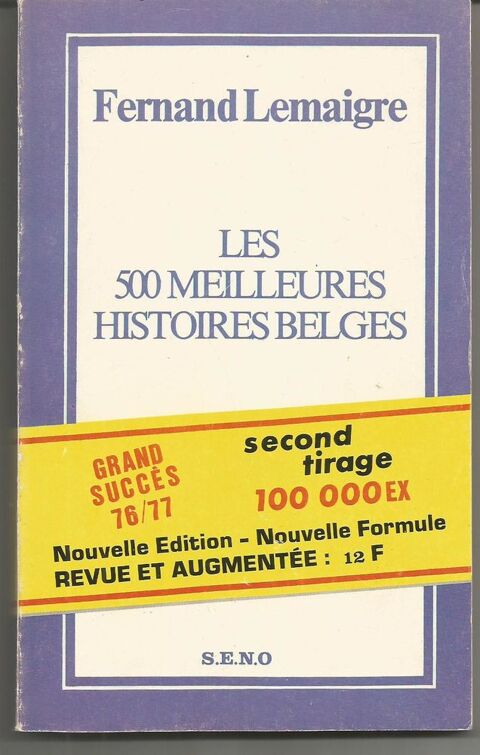 Fernand Lemaigre
LES
500 MEILLEURES
HISTOIRES BELGES
GRAND
SUCCÈS
76/77
second
tirage
100 000 EX
Nouvelle Edition - Nouvelle Formule
REVUE ET AUGMENTÉE : 12 F
S.E.N.O